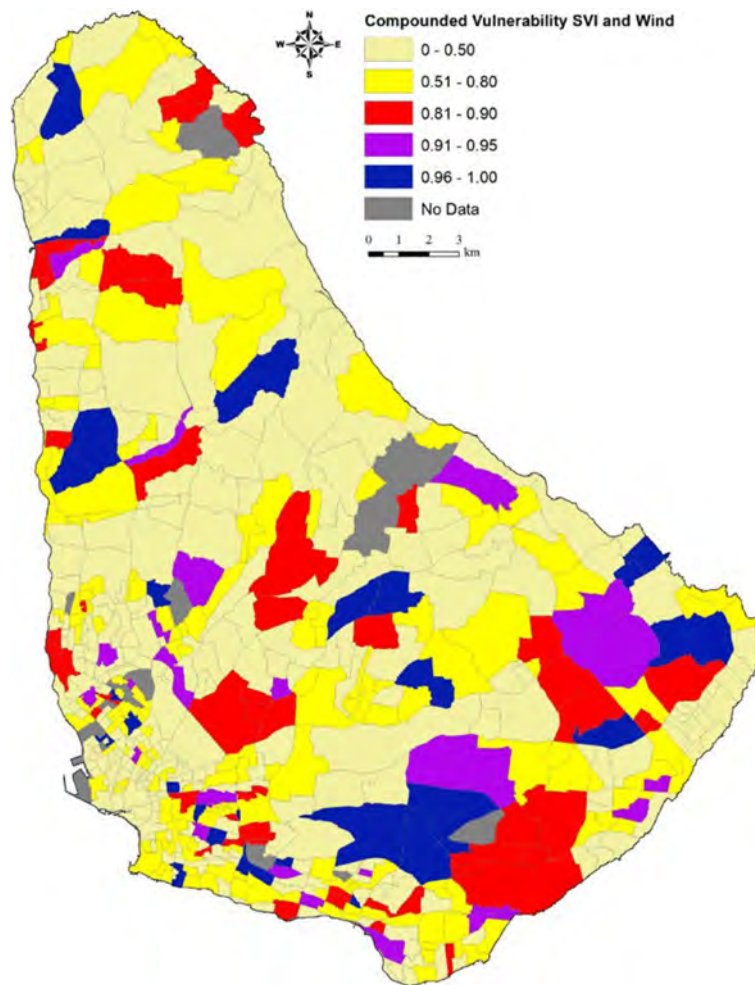 Compounded Vulnerability SVI and Wind
N
W E
S
0 - 0.50
0.51 - 0.80
0.81 - 0.90
0.91 - 0.95
0.96 - 1.00
No Data
0 1 2 3
km